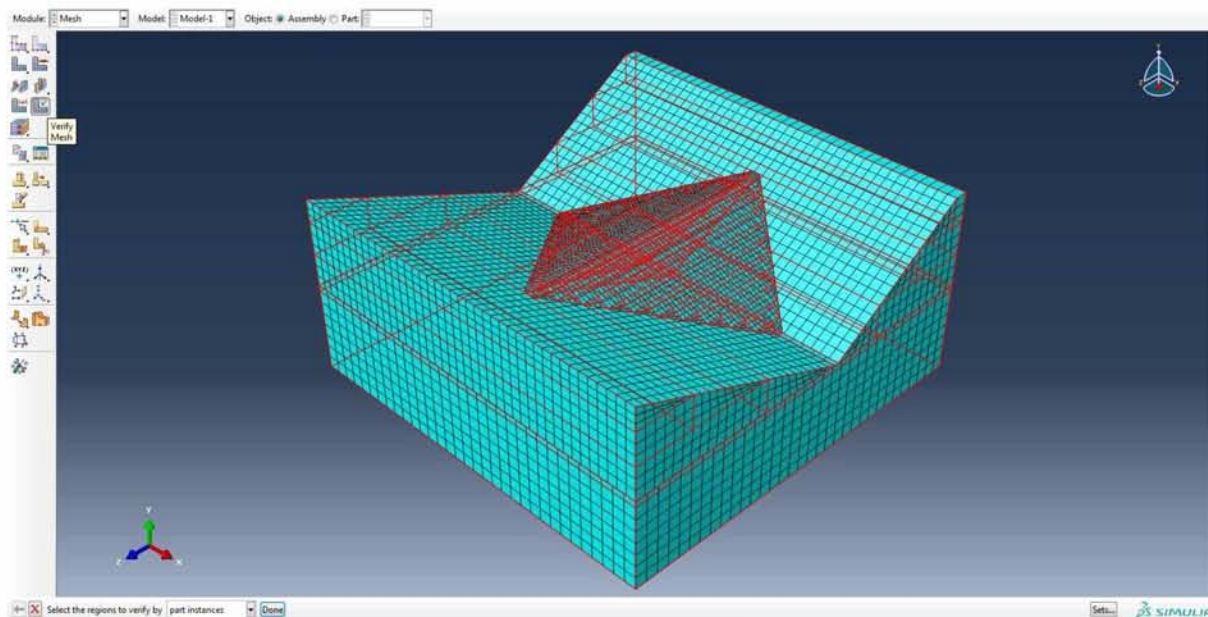 Module: Mesh Model: Model-1 Object: Assembly Part:
Verify
Mesh
(XYZ)
Y
Z X
Y
Z X
Select the regions to verify by part instances Done Sets... SIMULIA